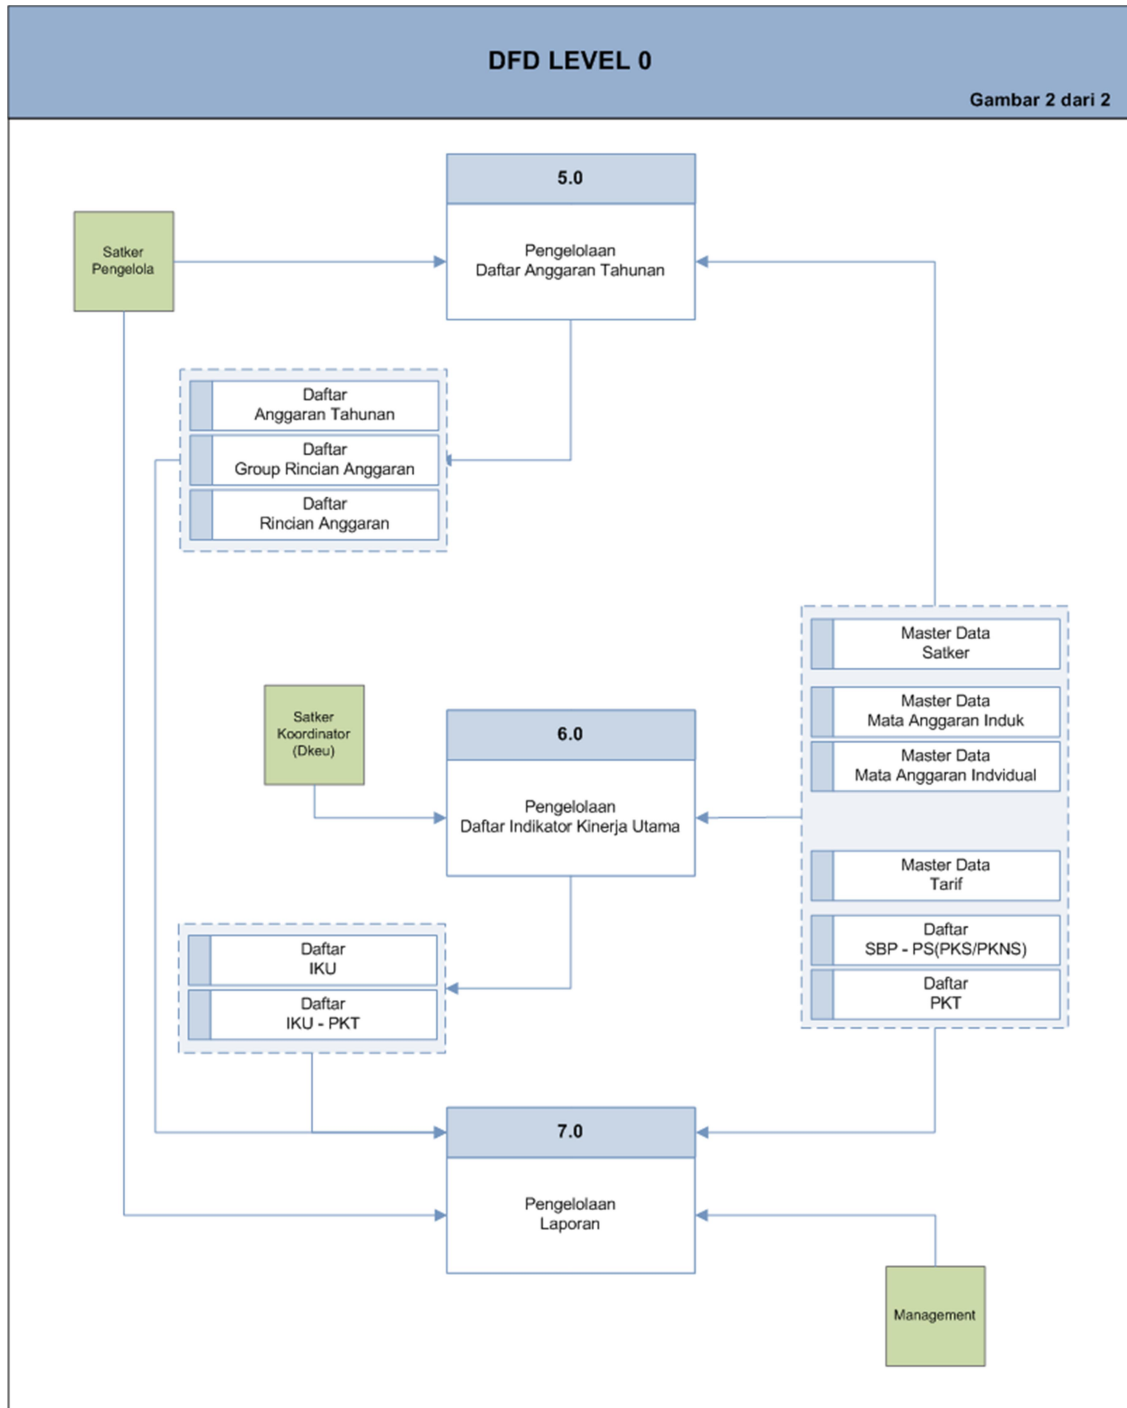 DFD LEVEL 0
Gambar 2 dari 2
5.0
Pengelolaan
Daftar Anggaran Tahunan
Satker
Pengelola
Daftar
Anggaran Tahunan
Daftar
Group Rincian Anggaran
Daftar
Rincian Anggaran
Master Data
Satker
Master Data
Mata Anggaran Induk
Master Data
Mata Anggaran Indvidual
Master Data
Tarif
Daftar
SBP - PS(PKS/PKNS)
Daftar
PKT
Satker
Koordinator
(Dkeu)
6.0
Pengelolaan
Daftar Indikator Kinerja Utama
Daftar
IKU
Daftar
IKU - PKT
7.0
Pengelolaan
Laporan
Management